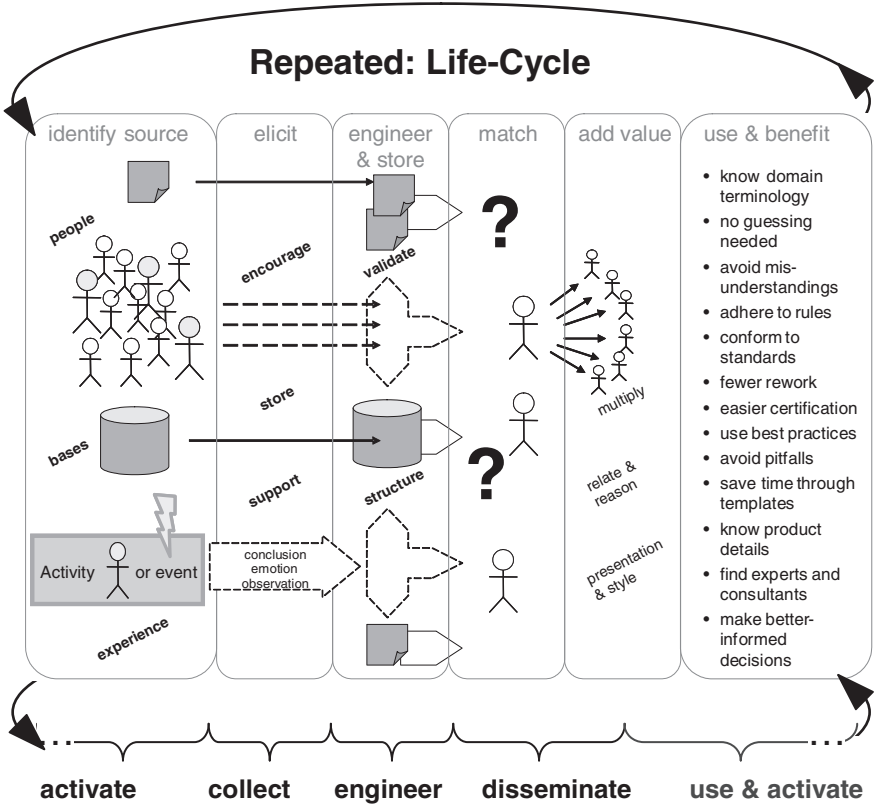 Repeated: Life-Cycle
identify source
elicit
engineer
& store
match
add value
use & benefit
people
encourage
validate
?
multiply
store
bases
support
structure
?
relate &
reason
Activity
or event
conclusion
emotion
observation
presentation
& style
experience
• know domain
terminology
• no guessing
needed
• avoid mis-
understandings
• adhere to rules
• conform to
standards
• fewer rework
• easier certification
• use best practices
• avoid pitfalls
• save time through
templates
• know product
details
• find experts and
consultants
• make better-
informed
decisions
...
...
activate
collect
engineer
disseminate
use & activate